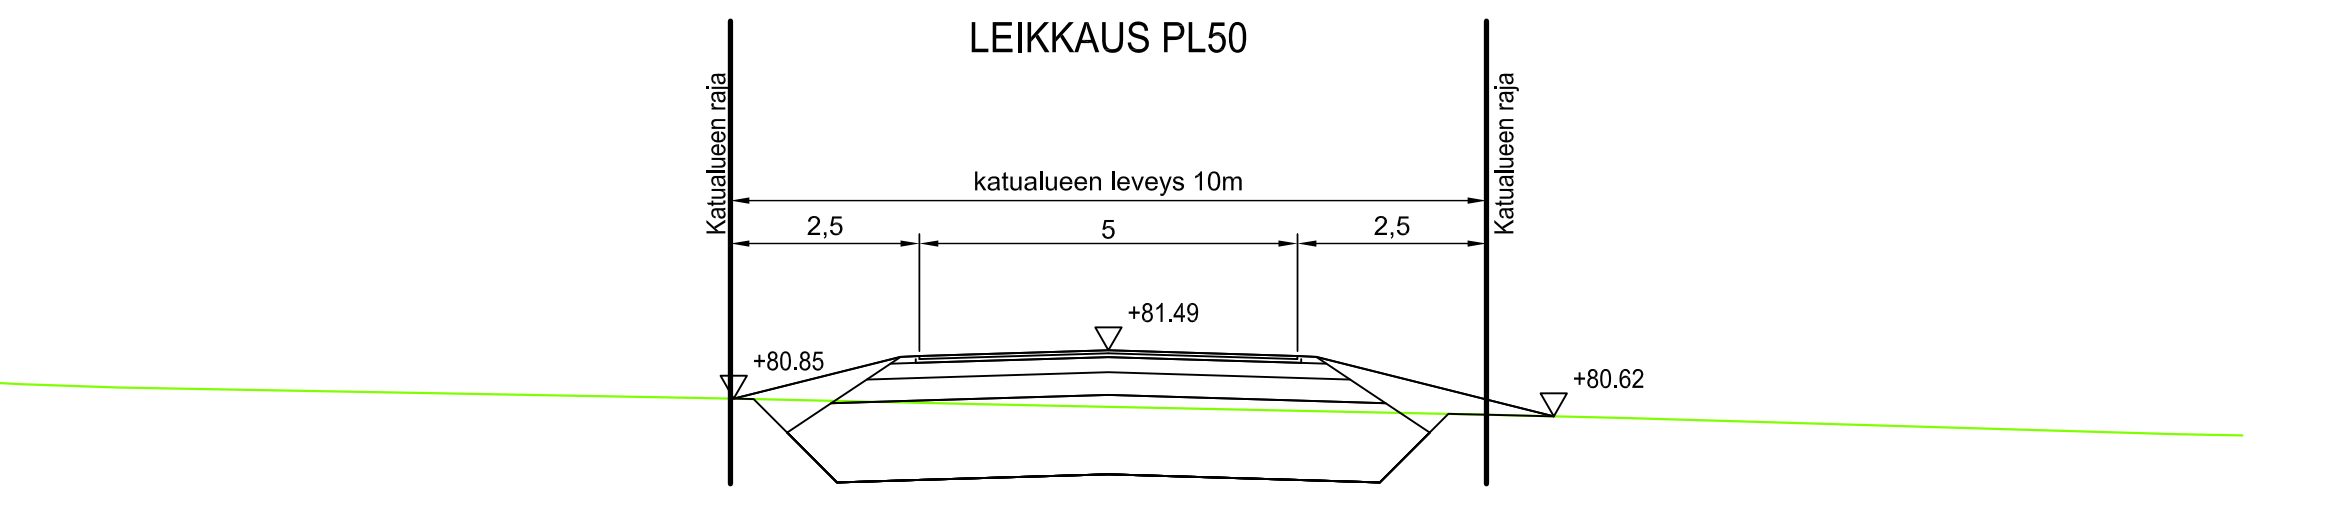 LEIKKAUS PL50
Katualueen raja
Katualueen raja
katualueen leveys 10m
2,5
5
2,5
+81.49
+80.85
+80.62